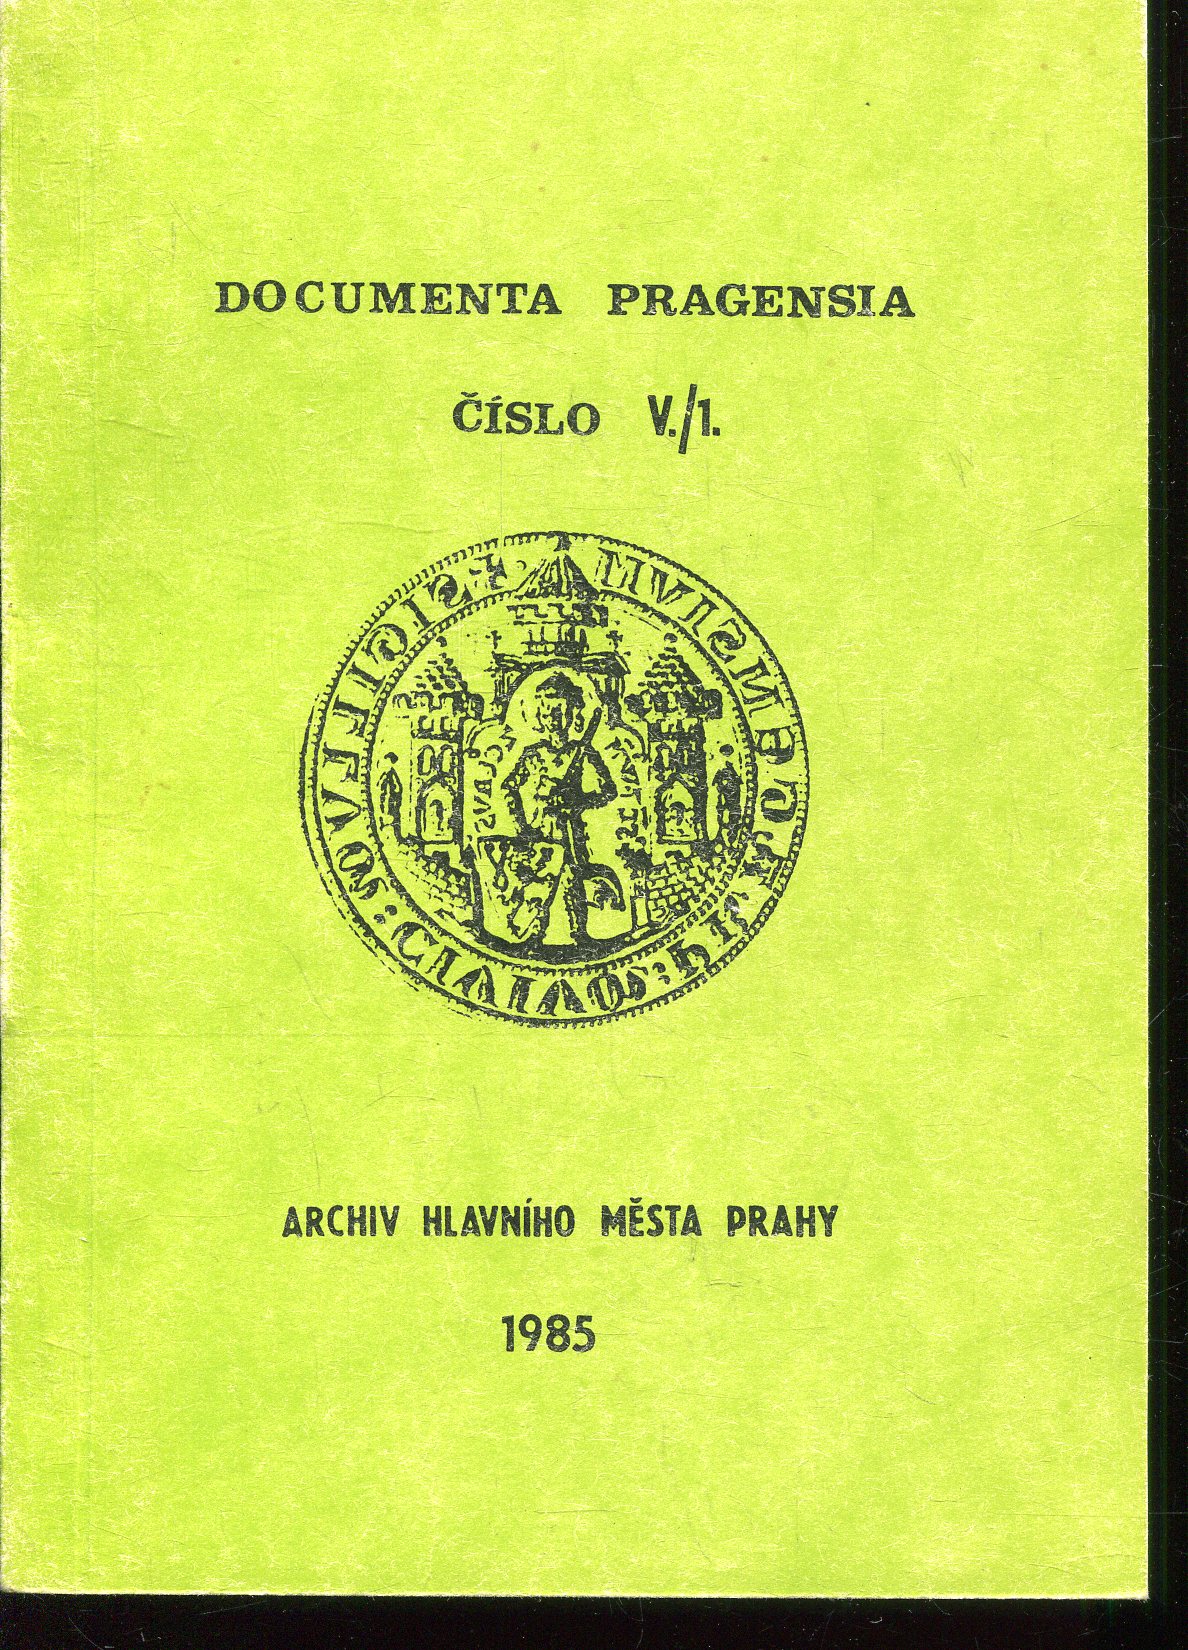 DOCUMENTA PRAGENSIA
ČÍSLO V./1.
ARCHIV HLAVNÍHO MĚSTA PRAHY
1985